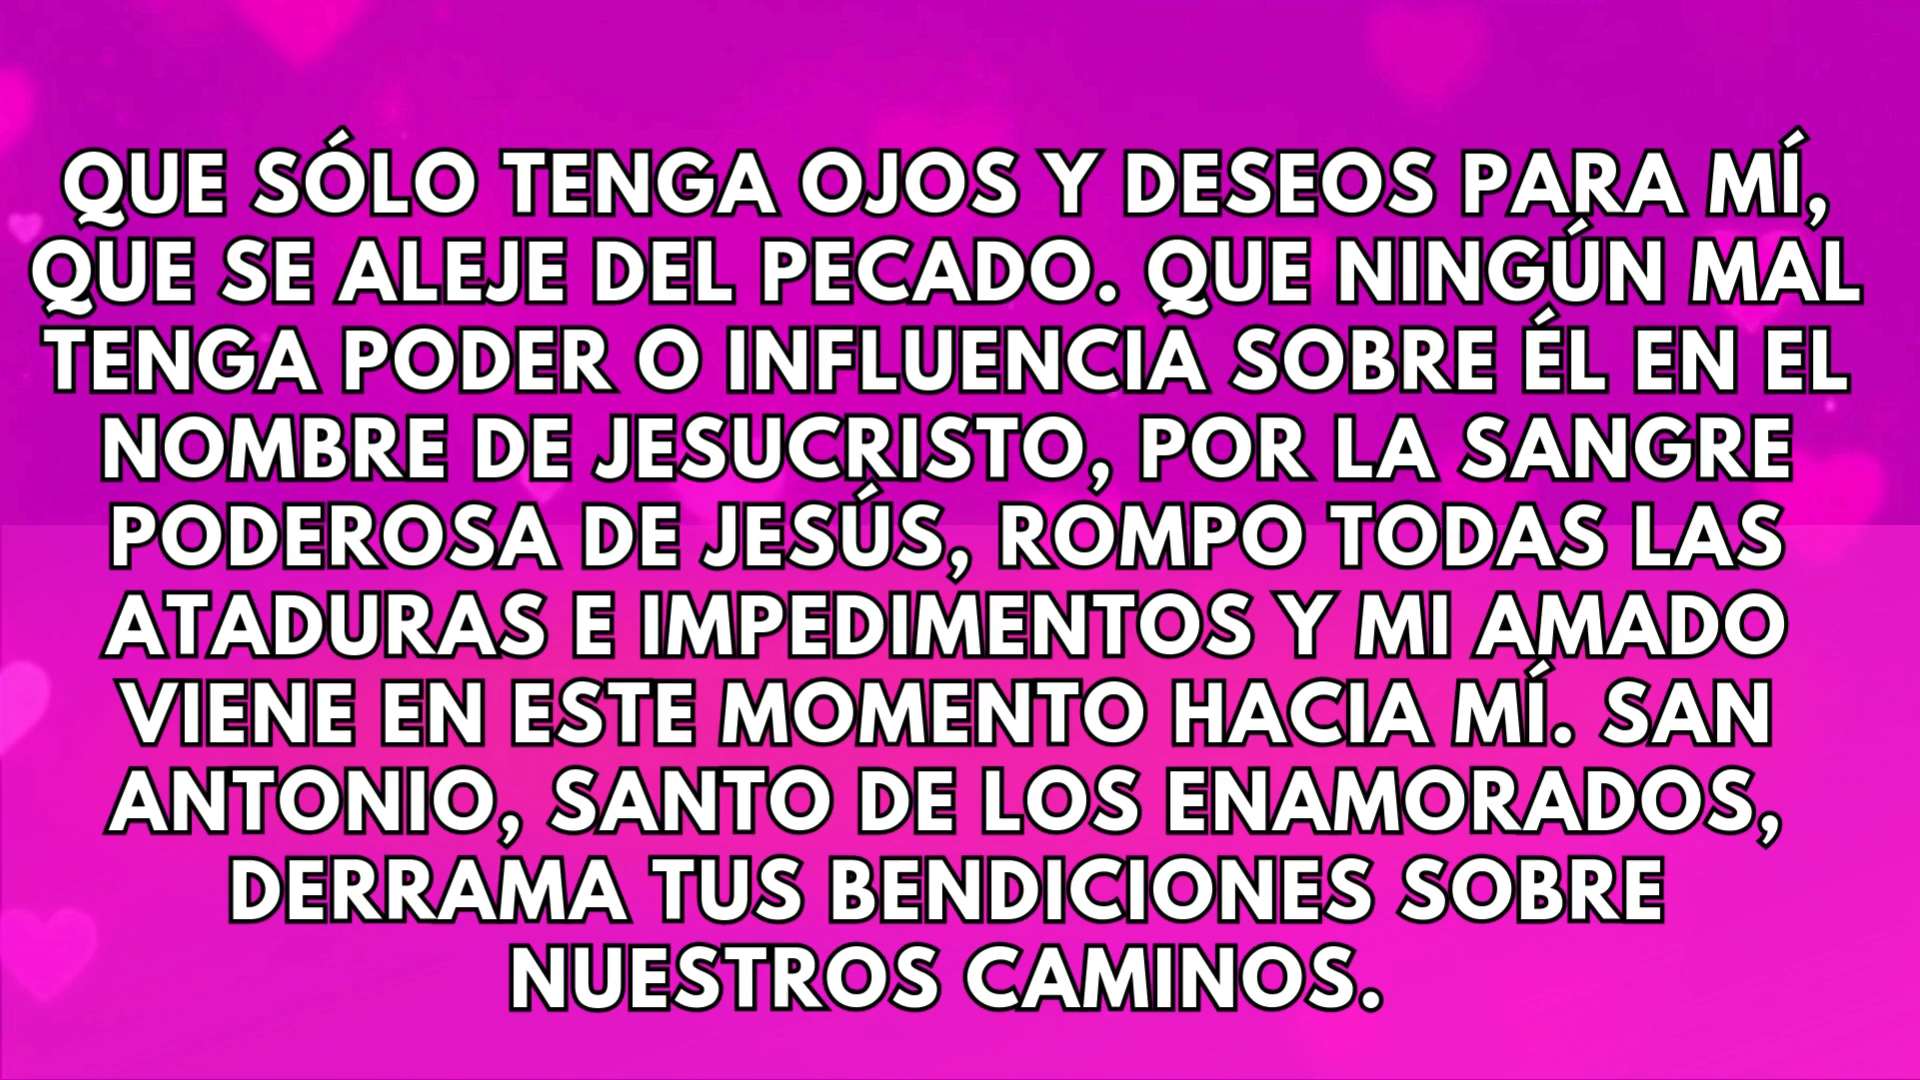 QUE SÓLO TENGA OJOS Y DESEOS PARA MÍ,
QUE SE ALEJE DEL PECADO. QUE NINGÚN MAL
TENGA PODER O INFLUENCIA SOBRE ÉL EN EL
NOMBRE DE JESUCRISTO, POR LA SANGRE
PODEROSA DE JESÚS, ROMPO TODAS LAS
ATADURAS E IMPEDIMENTOS Y MI AMADO
VIENE EN ESTE MOMENTO HACIA MÍ. SAN
ANTONIO, SANTO DE LOS ENAMORADOS,
DERRAMA TUS BENDICIONES SOBRE
NUESTROS CAMINOS.